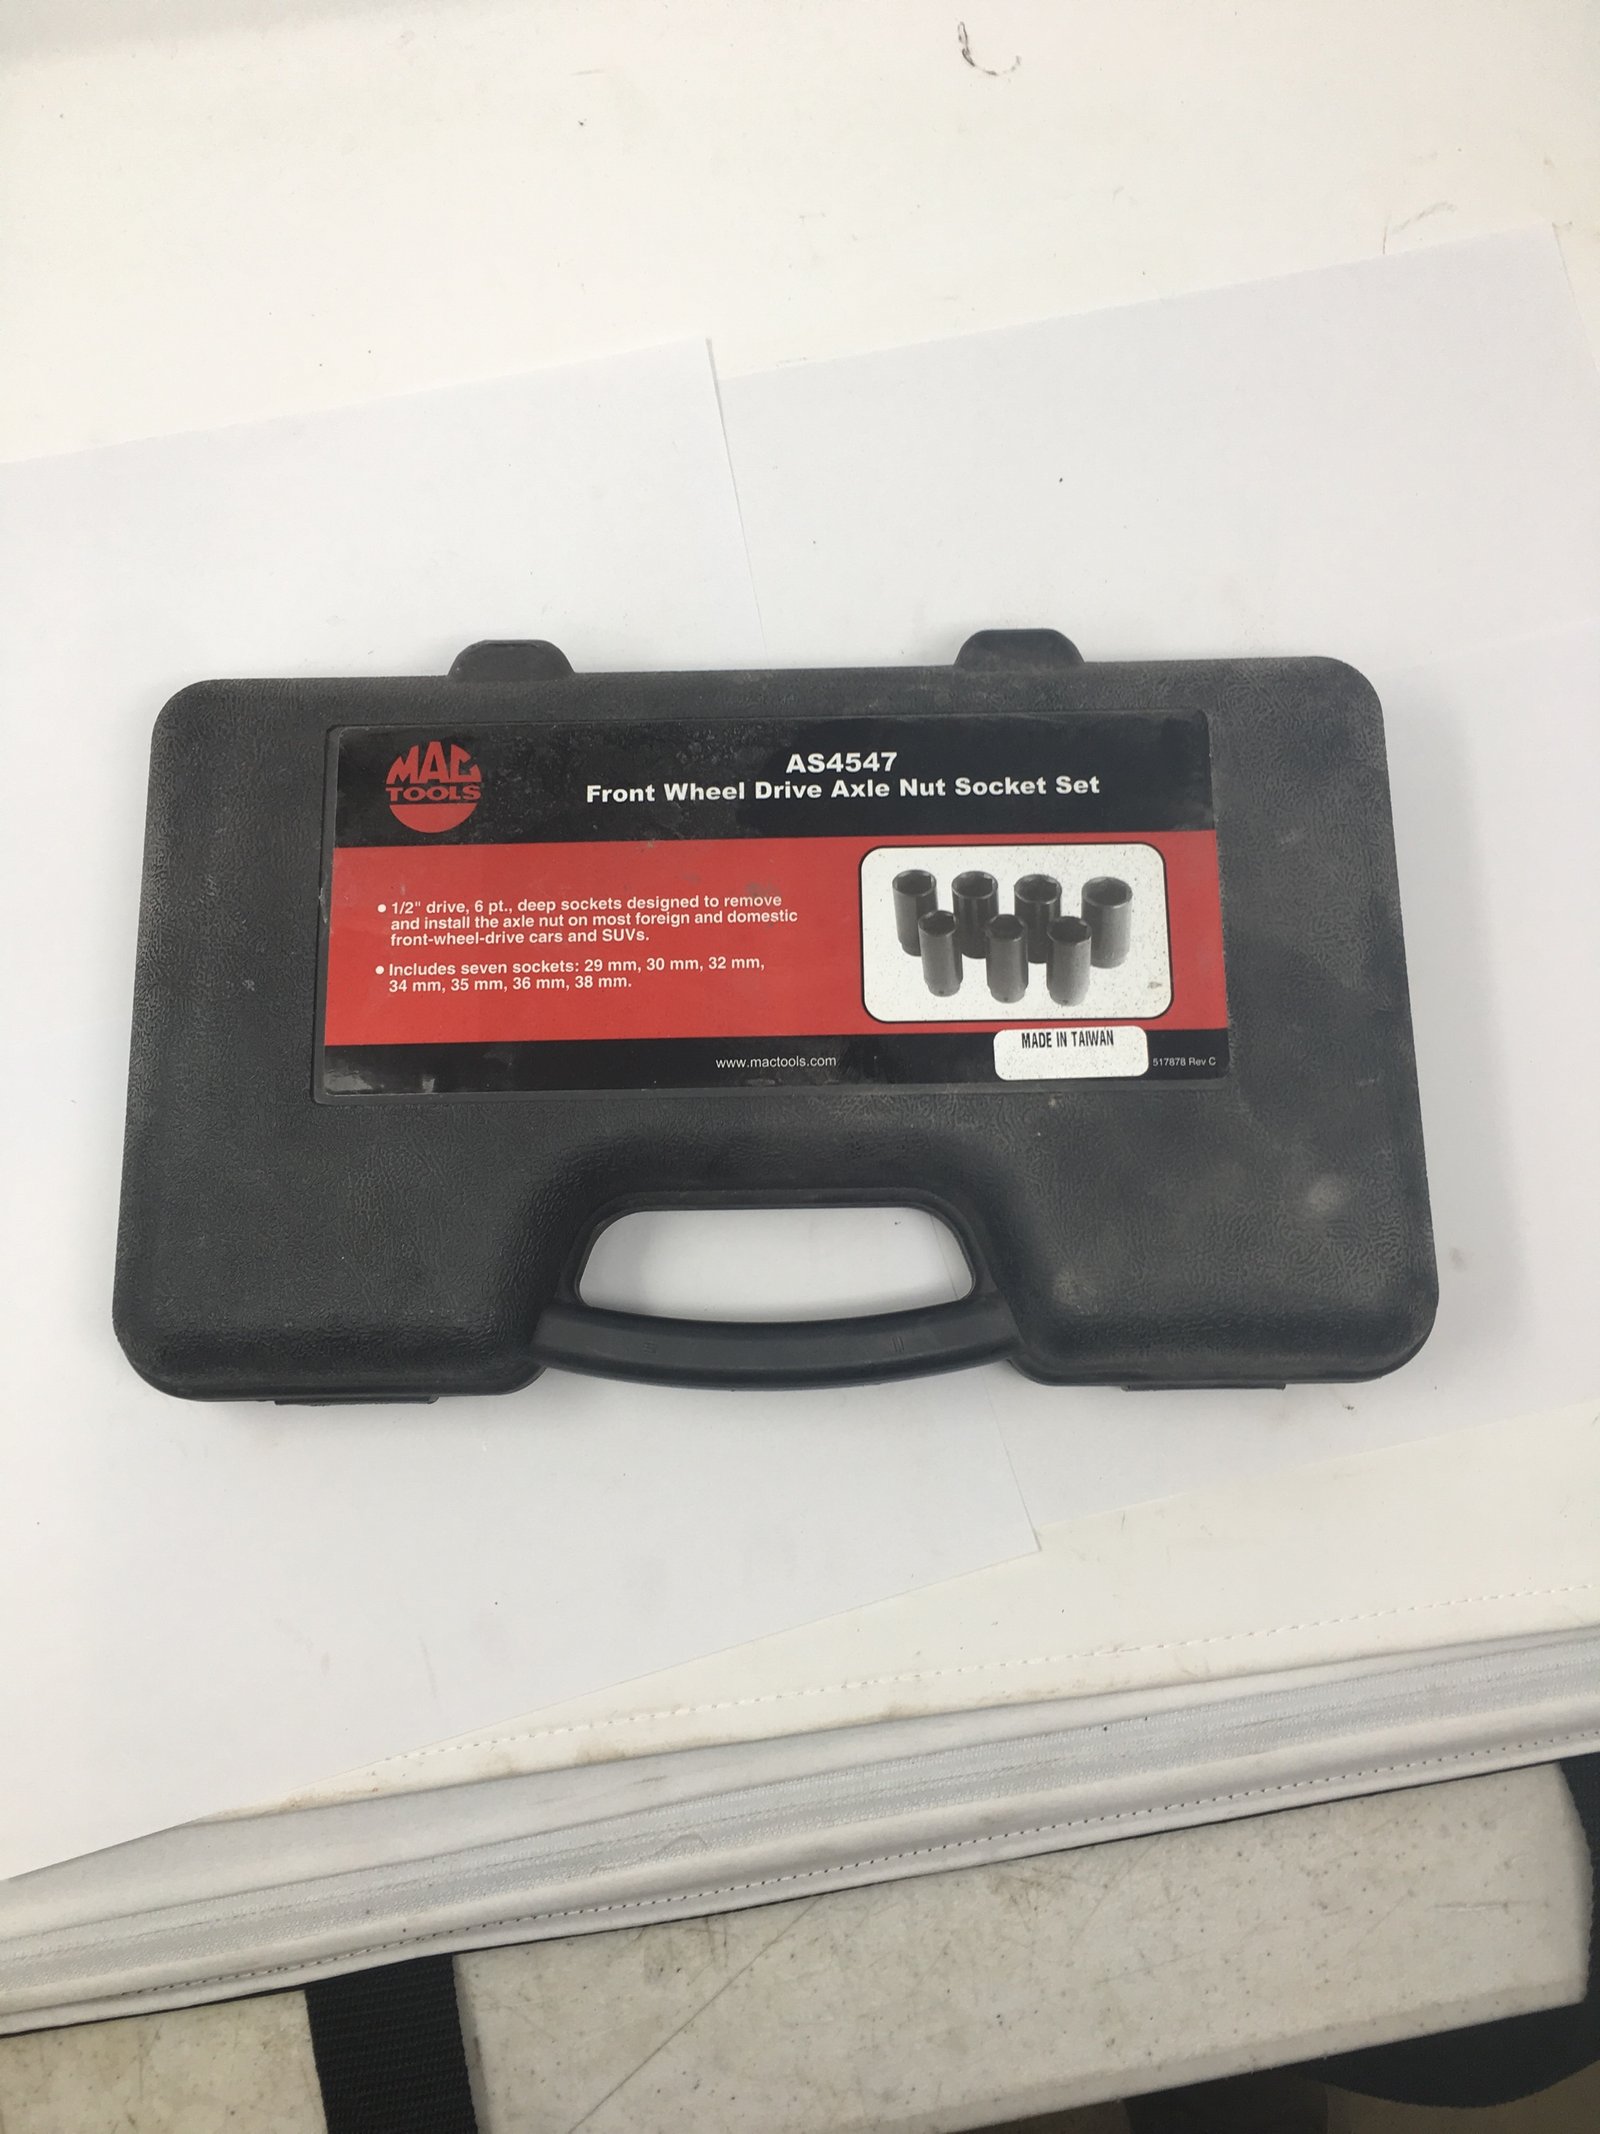 MAC
TOOLS
AS4547
Front Wheel Drive Axle Nut Socket Set
● 1/2" drive, 6 pt., deep sockets designed to remove
and install the axle nut on most foreign and domestic
front-wheel-drive cars and SUVs.
● Includes seven sockets: 29 mm, 30 mm, 32 mm,
34 mm, 35 mm, 36 mm, 38 mm.
www.mactools.com
MADE IN TAIWAN
517878 Rev C